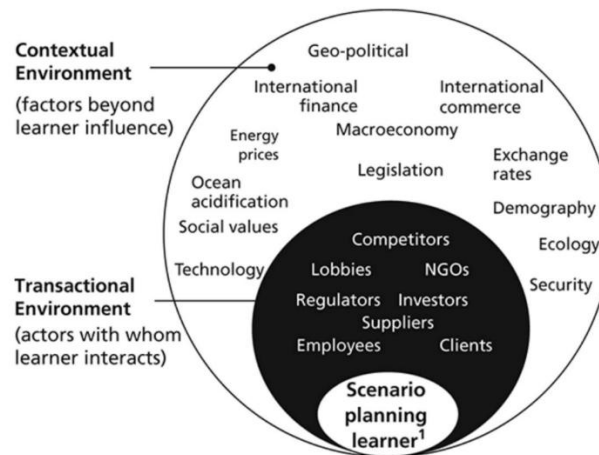 Contextual
Environment
(factors beyond
learner influence)
Geo-political
International
finance
International
commerce
Macroeconomy
Energy
prices
Legislation
Exchange
rates
Ocean
acidification
Social values
Demography
Ecology
Technology
Security
Transactional
Environment
(actors with whom
learner interacts)
Competitors
Lobbies NGOs
Regulators Investors
Suppliers
Employees Clients
Scenario
planning
learner¹